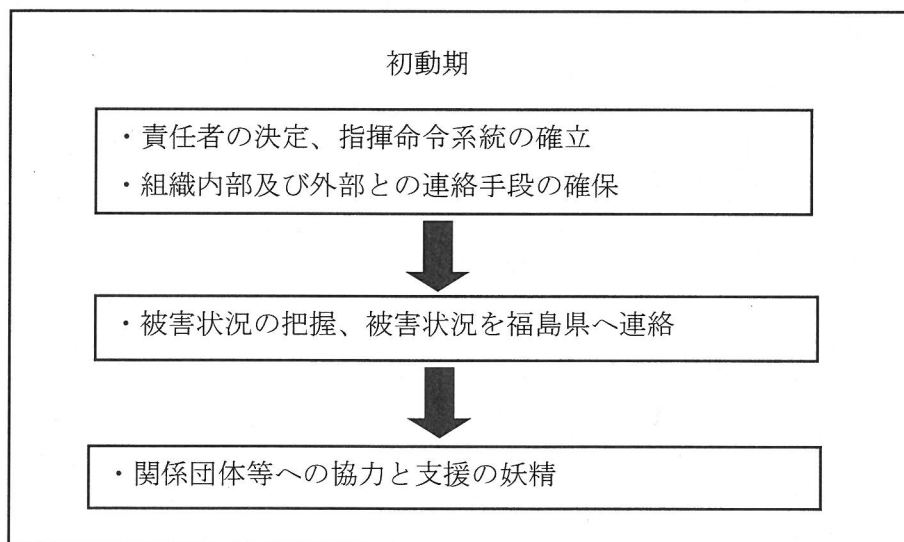 初動期
・責任者の決定、指揮命令系統の確立
・組織内部及び外部との連絡手段の確保
・被害状況の把握、被害状況を福島県へ連絡
・関係団体等への協力と支援の妖精